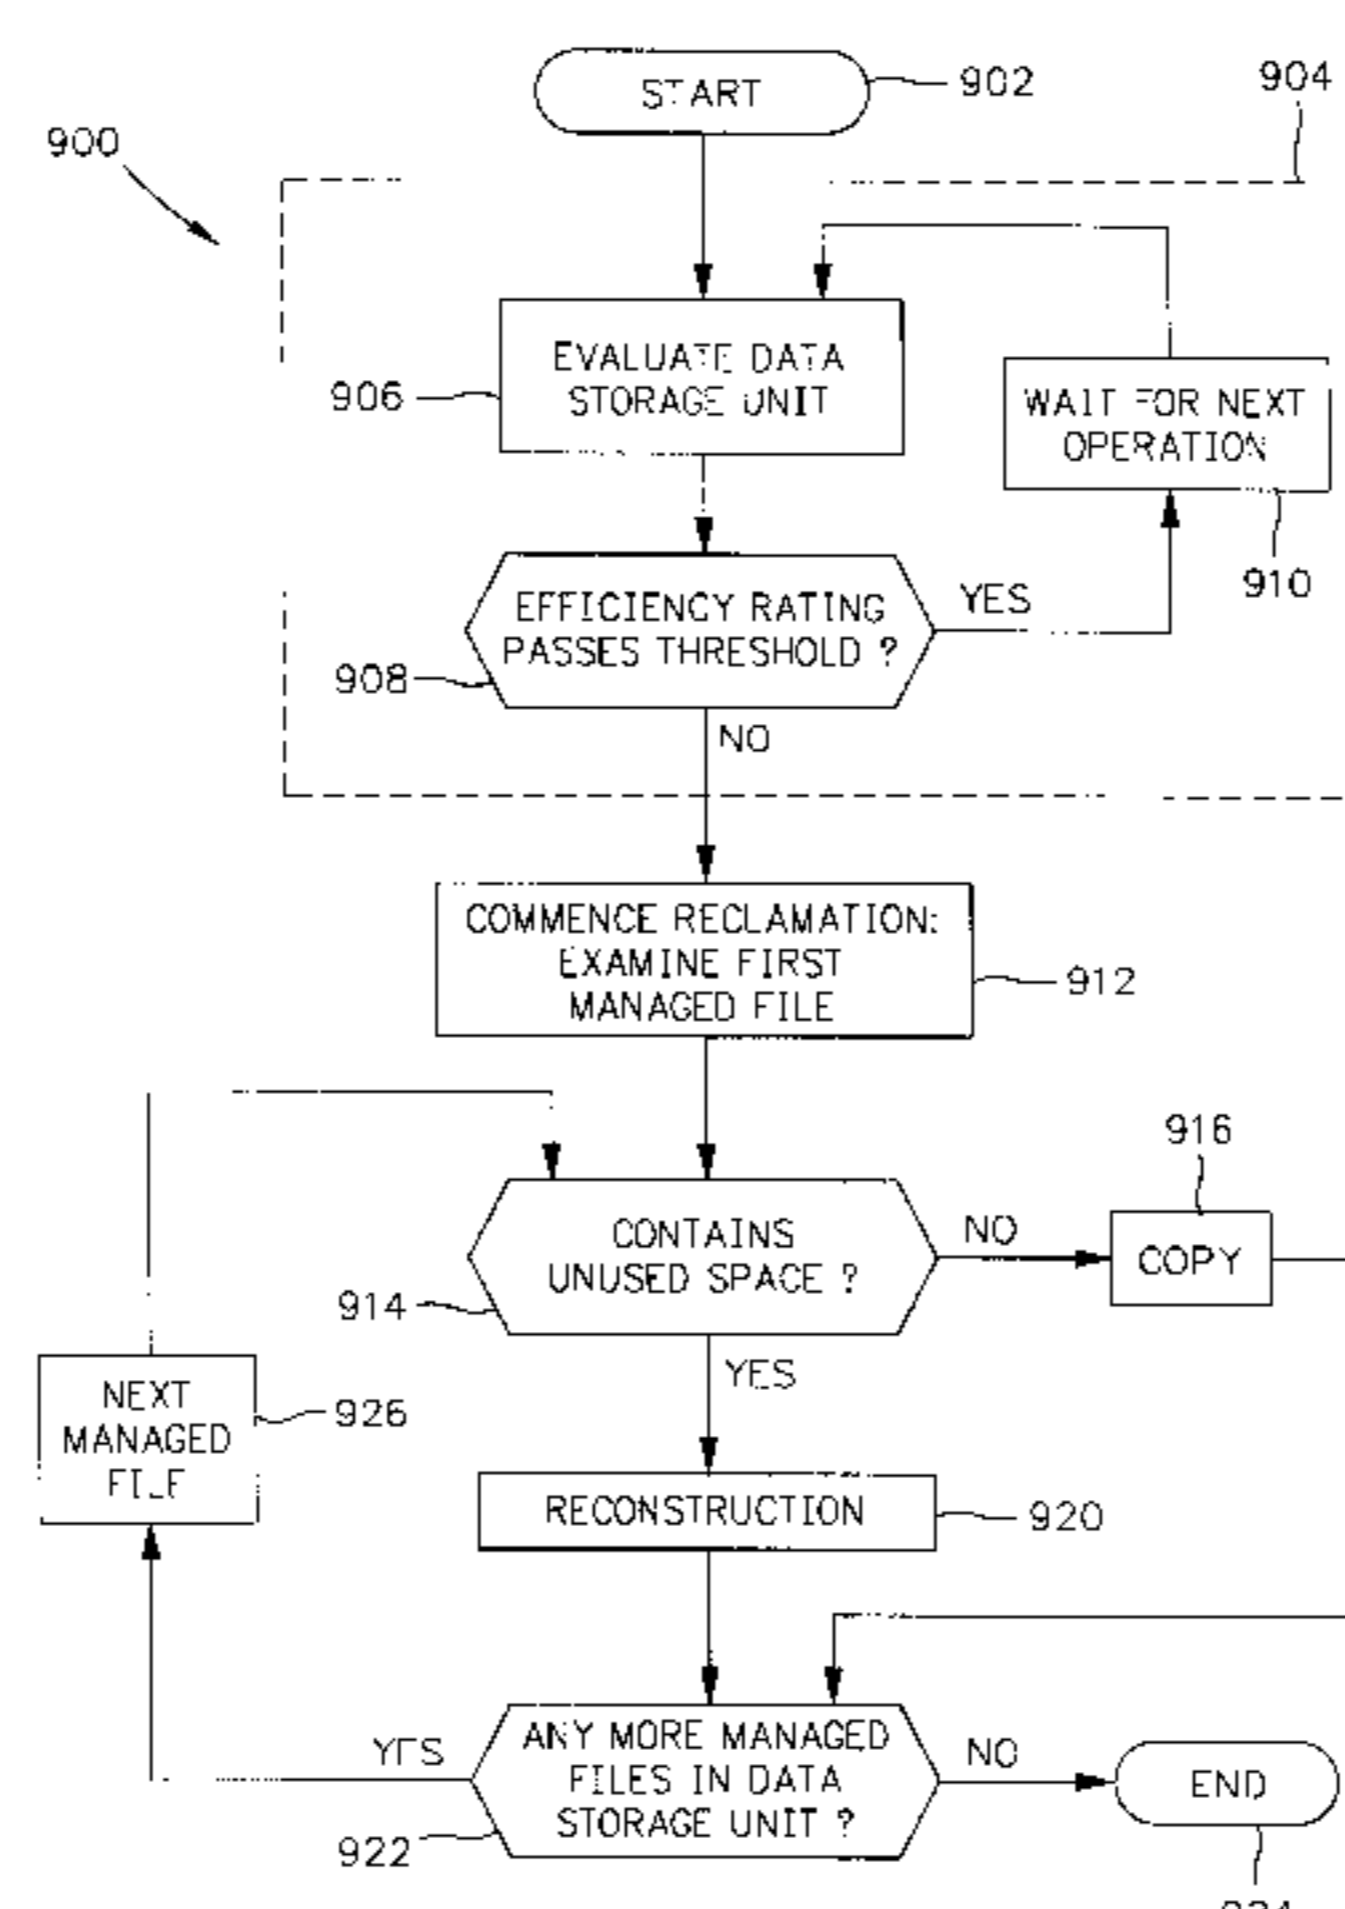 START
902
904
900
EVALUATE DATA
STORAGE UNIT
906
WAIT FOR NEXT
OPERATION
910
EFFICIENCY RATING
PASSES THRESHOLD ?
YES
908
NO
COMMENCE RECLAMATION:
EXAMINE FIRST
MANAGED FILE
912
916
CONTAINS
UNUSED SPACE ?
NO
COPY
914
YES
NEXT
MANAGED
FILE
926
RECONSTRUCTION
920
ANY MORE MANAGED
FILES IN DATA
STORAGE UNIT ?
YES
NO
END
922